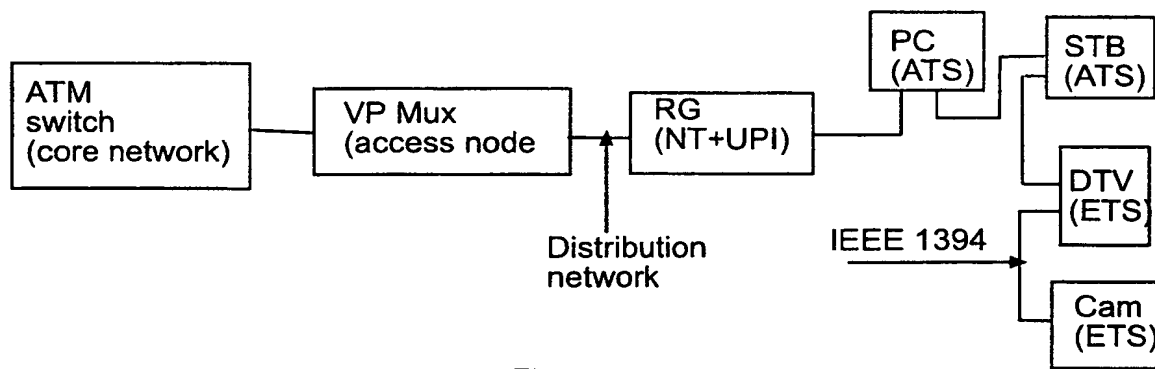 ATM
switch
(core network)
VP Mux
(access node
RG
(NT+UPI)
PC
(ATS)
STB
(ATS)
DTV
(ETS)
Cam
(ETS)
Distribution
network
IEEE 1394